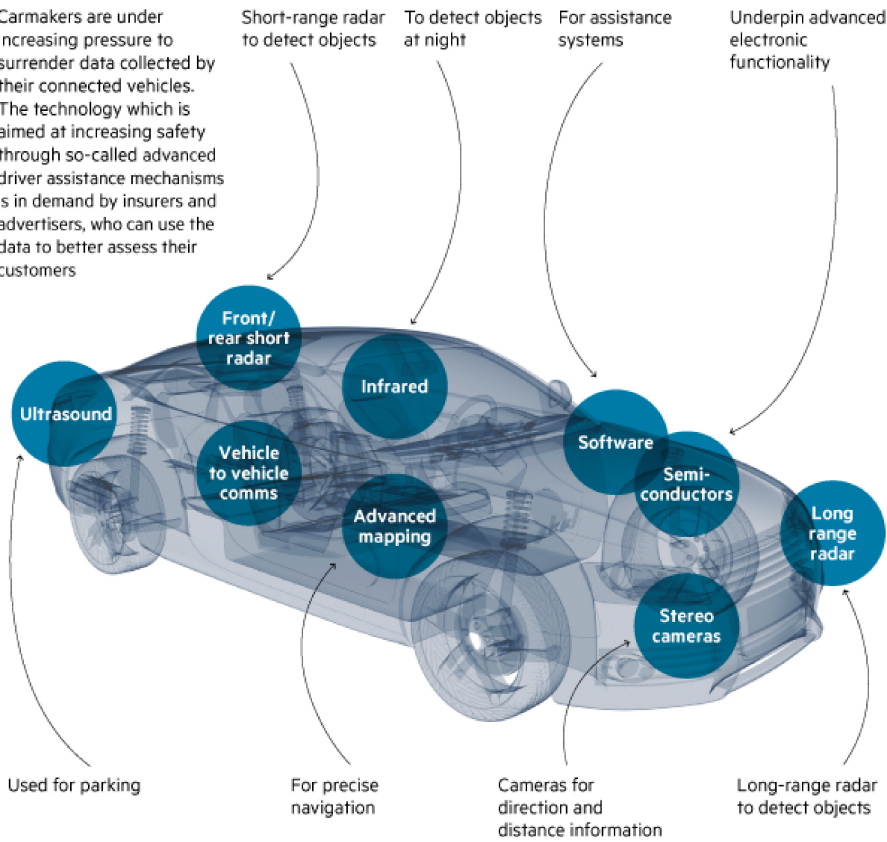 Carmakers are under
increasing pressure to
surrender data collected by
their connected vehicles.
The technology which is
aimed at increasing safety
through so-called advanced
driver assistance mechanisms
is in demand by insurers and
advertisers, who can use the
data to better assess their
customers
Short-range radar
to detect objects
To detect objects
at night
For assistance
systems
Underpin advanced
electronic
functionality
Front/
rear short
radar
Infrared
Ultrasound
Software
Vehicle
to vehicle
comms
Semi-
conductors
Advanced
mapping
Long
range
radar
Stereo
cameras
Used for parking
For precise
navigation
Cameras for
direction and
distance information
Long-range radar
to detect objects